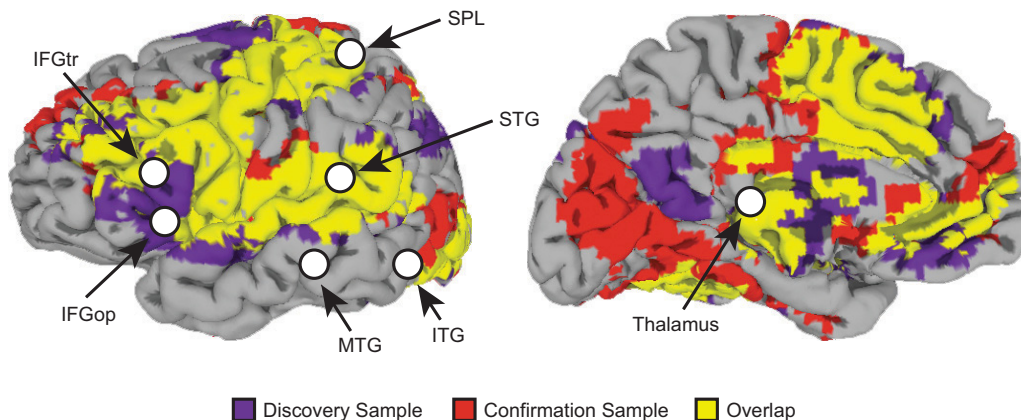 SPL
IFGtr
STG
IFGop
MTG
ITG
Thalamus
Discovery Sample
Confirmation Sample
Overlap